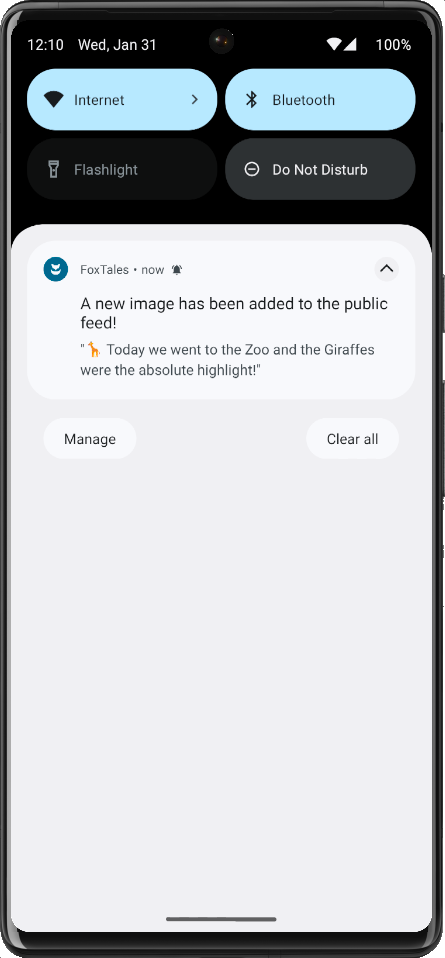 12:10 Wed, Jan 31 100%
Internet Bluetooth
Flashlight Do Not Disturb
FoxTales • now
A new image has been added to the public
feed!
"🦒 Today we went to the Zoo and the Giraffes
were the absolute highlight!"
Manage Clear all